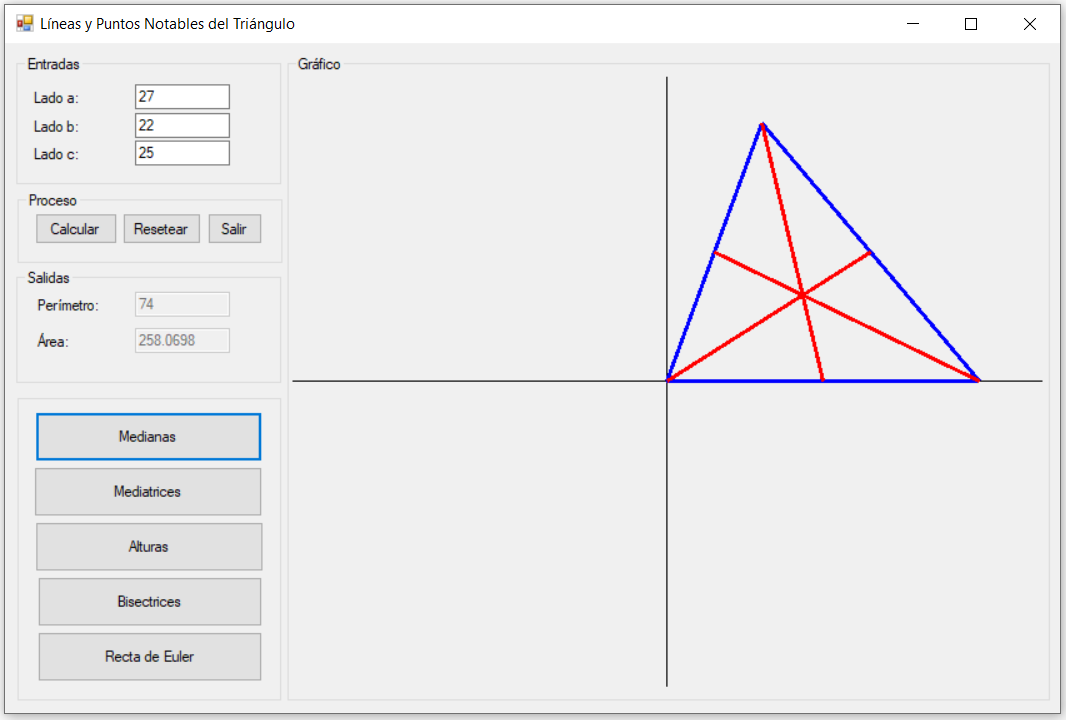 Líneas y Puntos Notables del Triángulo
Entradas
Lado a: 27
Lado b: 22
Lado c: 25
Proceso
Calcular Resetear Salir
Salidas
Perímetro: 74
Área: 258.0698
Medianas
Mediatrices
Alturas
Bisectrices
Recta de Euler
Gráfico